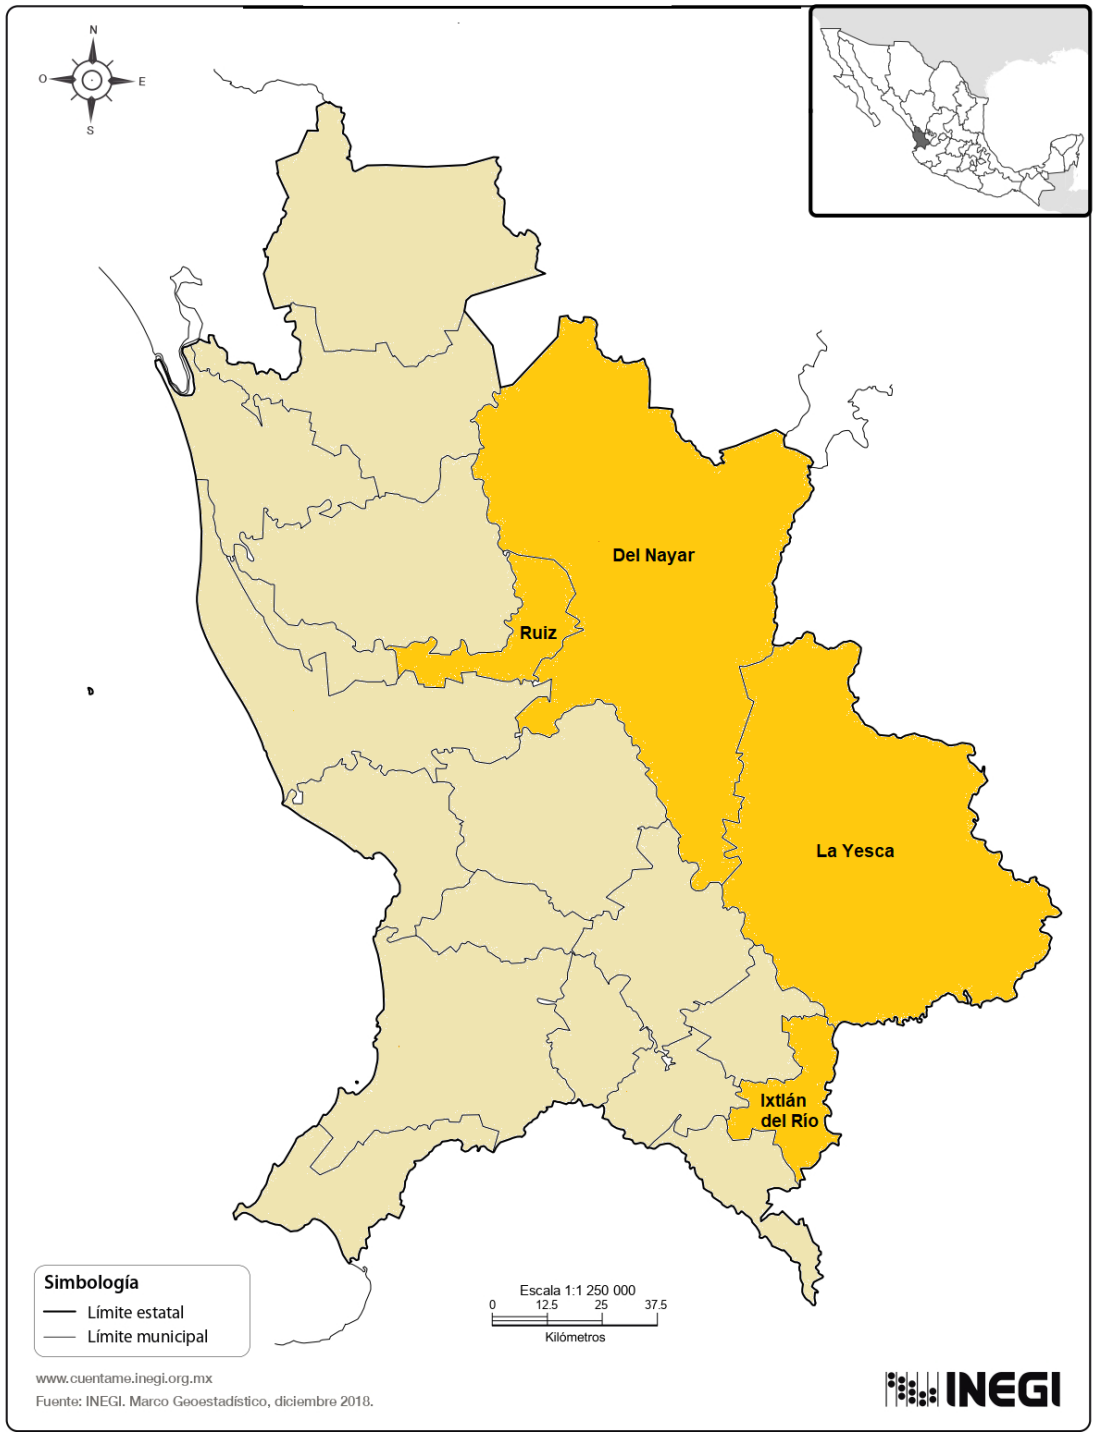 N
O
E
S
Del Nayar
Ruiz
La Yesca
Ixtlán
del Río
Simbología
Límite estatal
Límite municipal
Escala 1:1 250 000
0 12.5 25 37.5
Kilómetros
www.cuentame.inegi.org.mx
Fuente: INEGI. Marco Geoestadístico, diciembre 2018.
INEGI